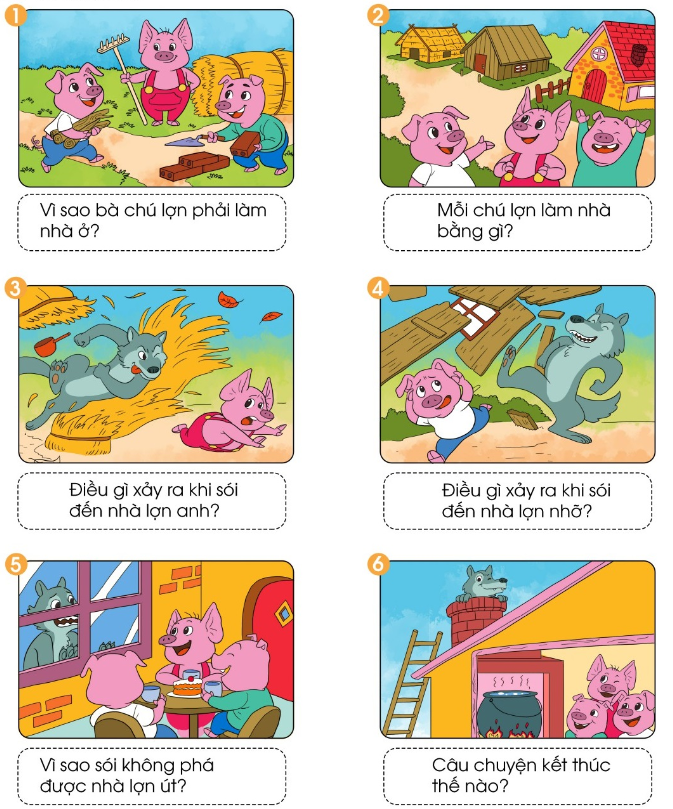 1
Vì sao bà chú lợn phải làm
nhà ở?
2
Mỗi chú lợn làm nhà
bằng gì?
3
Điều gì xảy ra khi sói
đến nhà lợn anh?
4
Điều gì xảy ra khi sói
đến nhà lợn nhỡ?
5
Vì sao sói không phá
được nhà lợn út?
6
Câu chuyện kết thúc
thế nào?